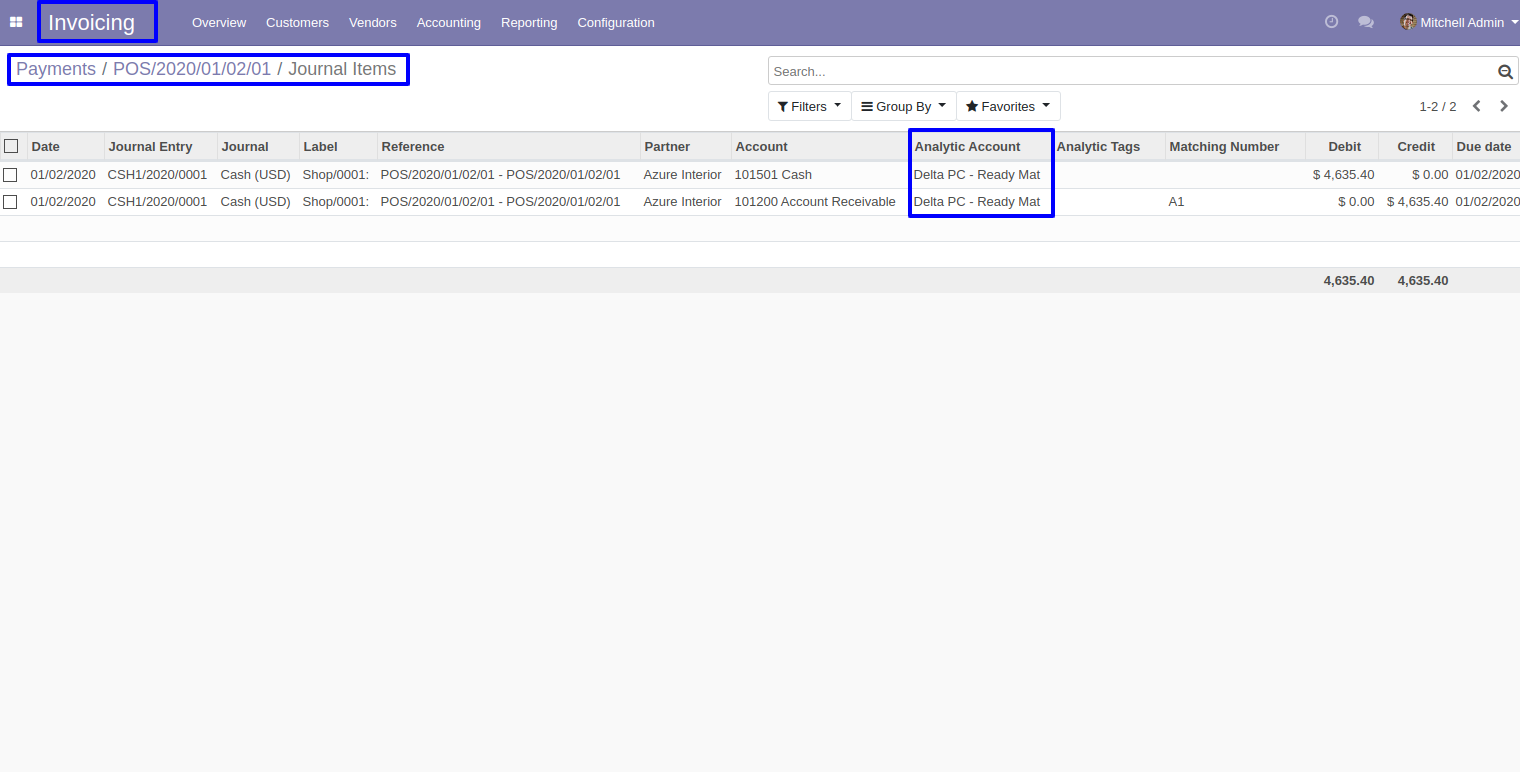 Invoicing Overview Customers Vendors Accounting Reporting Configuration Mitchell Admin
Payments / POS/2020/01/02/01 / Journal Items
Search...
Filters Group By Favorites 1-2 / 2
Date Journal Entry Journal Label Reference Partner Account Analytic Account Analytic Tags Matching Number Debit Credit Due date
01/02/2020 CSH1/2020/0001 Cash (USD) Shop/0001: POS/2020/01/02/01 - POS/2020/01/02/01 Azure Interior 101501 Cash Delta PC - Ready Mat $ 4,635.40 $ 0.00 01/02/2020
01/02/2020 CSH1/2020/0001 Cash (USD) Shop/0001: POS/2020/01/02/01 - POS/2020/01/02/01 Azure Interior 101200 Account Receivable Delta PC - Ready Mat A1 $ 0.00 $ 4,635.40 01/02/2020
4,635.40 4,635.40